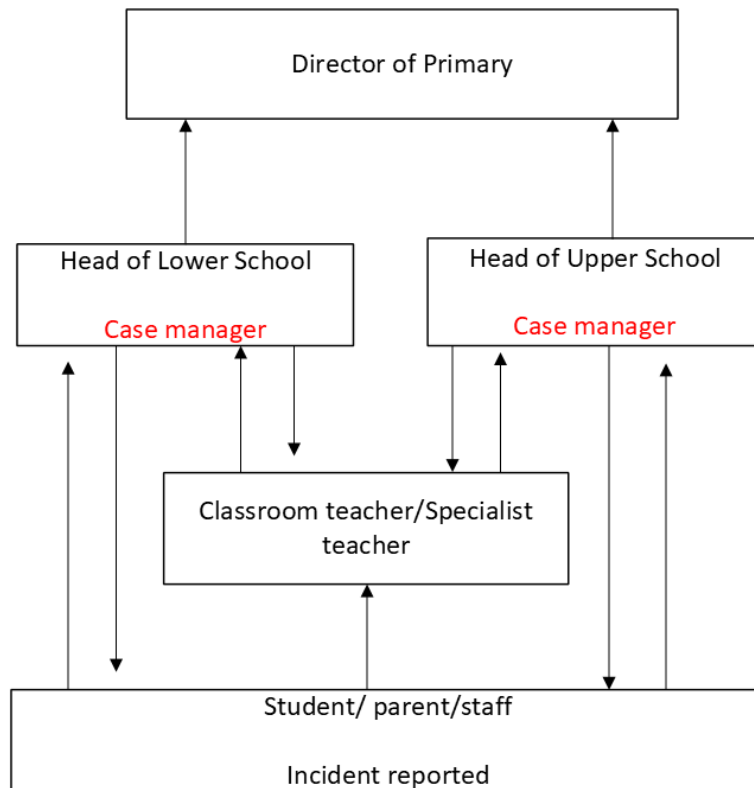 Director of Primary
Head of Lower School
Case manager
Head of Upper School
Case manager
Classroom teacher/Specialist
teacher
Student/ parent/staff
Incident reported